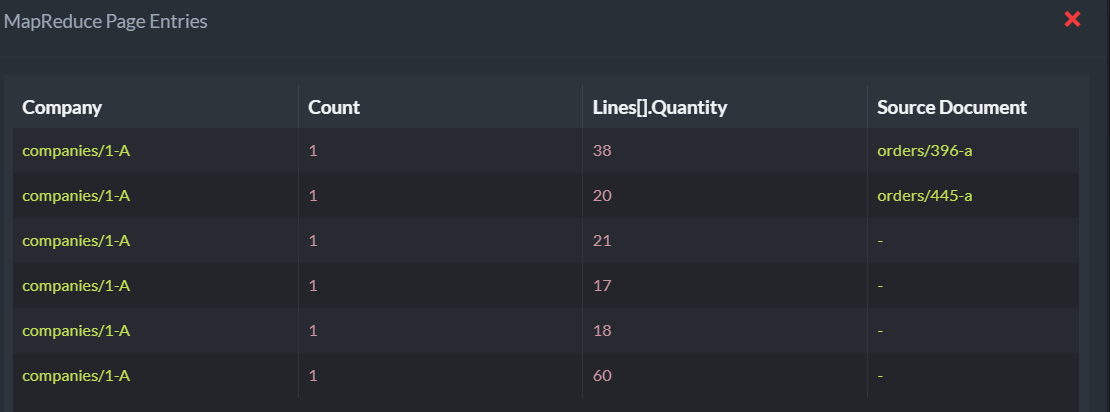 MapReduce Page Entries
Company Count Lines[].Quantity Source Document
companies/1-A 1 38 orders/396-a
companies/1-A 1 20 orders/445-a
companies/1-A 1 21 -
companies/1-A 1 17 -
companies/1-A 1 18 -
companies/1-A 1 60 -